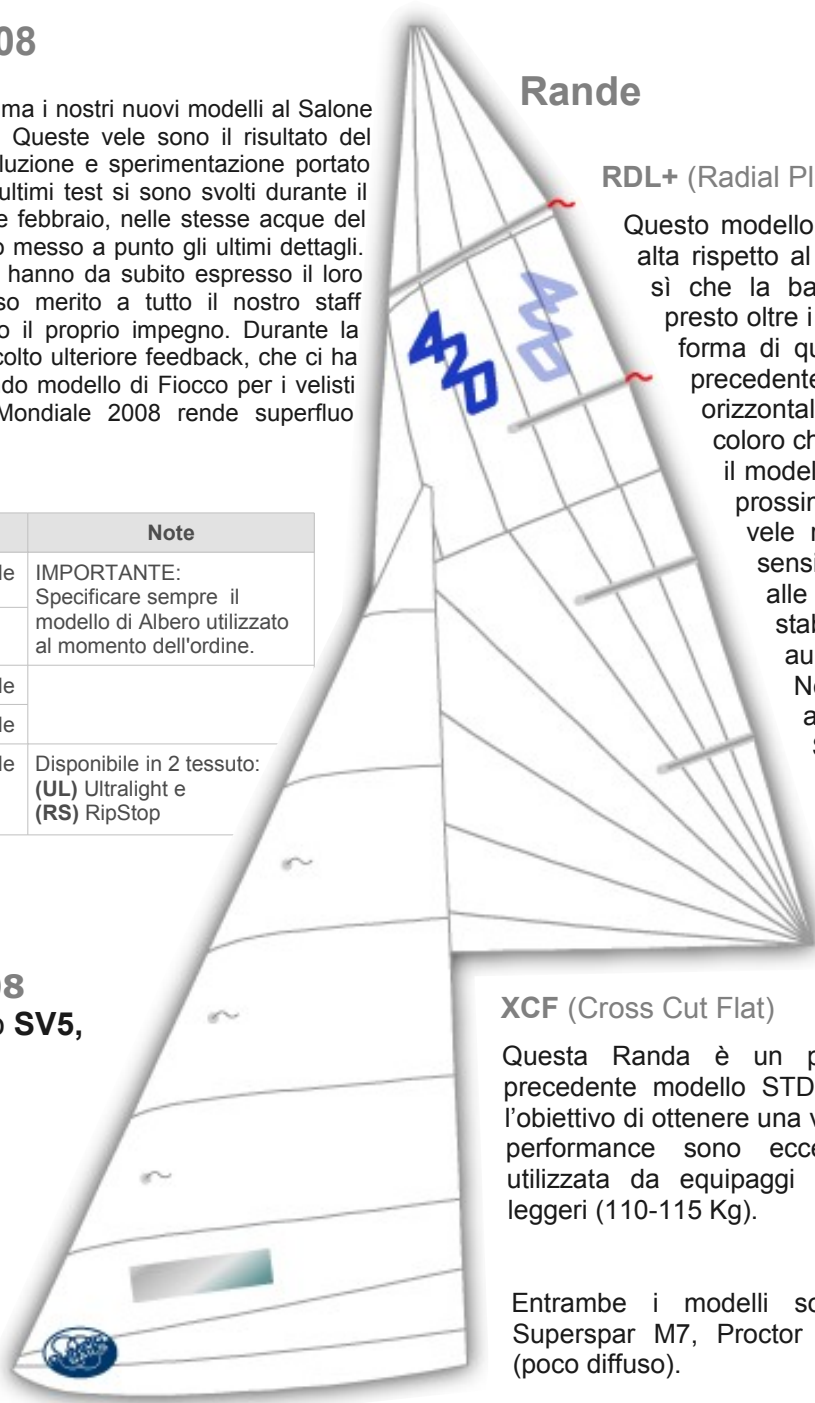 08
ma i nostri nuovi modelli al Salone
Queste vele sono il risultato del
luzione e sperimentazione portato
ultimi test si sono svolti durante il
e febbraio, nelle stesse acque del
o messo a punto gli ultimi dettagli.
hanno da subito espresso il loro
so merito a tutto il nostro staff
o il proprio impegno. Durante la
colto ulteriore feedback, che ci ha
do modello di Fiocco per i velisti
Mondiale 2008 rende superfluo
Note
le IMPORTANTE:
Specificare sempre il
modello di Albero utilizzato
al momento dell'ordine.
le
le
le Disponibile in 2 tessuto:
(UL) Ultralight e
(RS) RipStop
08
o SV5,
420
420
Rande
RDL+ (Radial Pl
Questo modello
alta rispetto al
sì che la ba
presto oltre i
forma di qu
precedente
orizzontal
coloro ch
il model
prossin
vele r
sensi
alle
stab
au
No
a
S
XCF (Cross Cut Flat)
Questa Randa è un p
precedente modello STD
l'obiettivo di ottenere una v
performance sono ecce
utilizzata da equipaggi
leggeri (110-115 Kg).
Entrambe i modelli so
Superspar M7, Proctor
(poco diffuso).